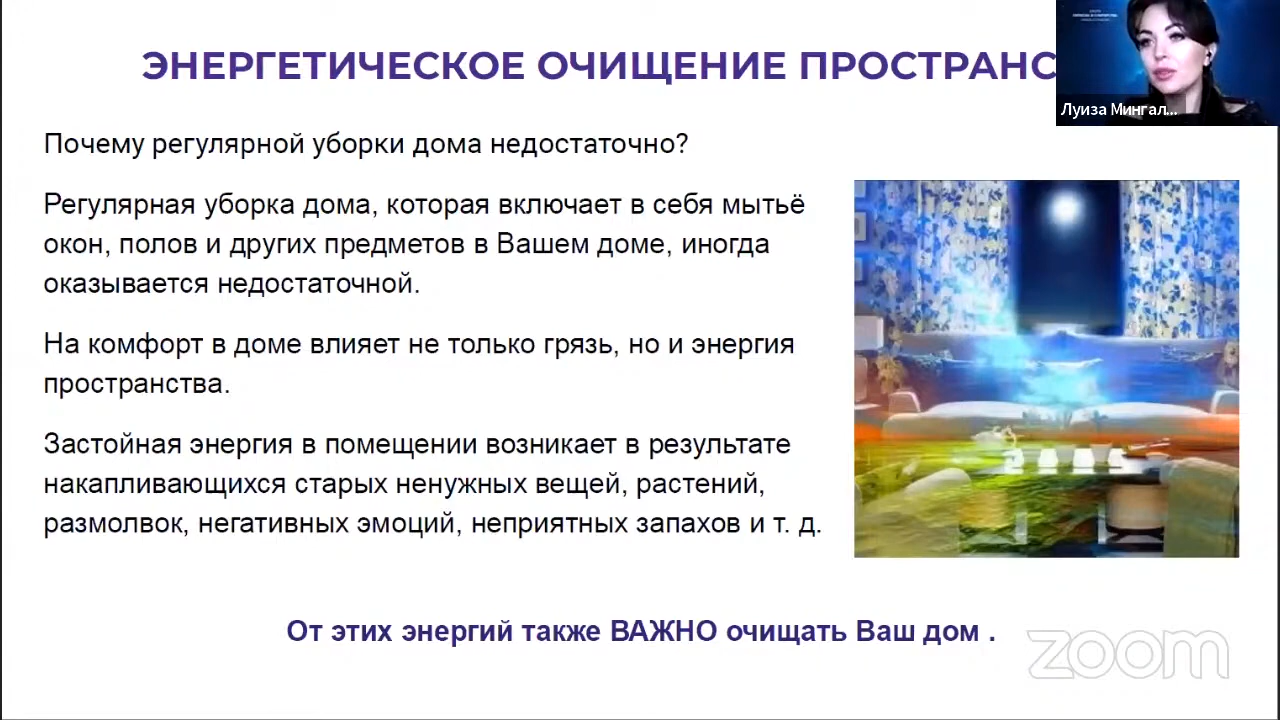 ЭНЕРГЕТИЧЕСКОЕ ОЧИЩЕНИЕ ПРОСТРАНС
Луиза Мингал...
Почему регулярной уборки дома недостаточно?
Регулярная уборка дома, которая включает в себя мытьё
окон, полов и других предметов в Вашем доме, иногда
оказывается недостаточной.
На комфорт в доме влияет не только грязь, но и энергия
пространства.
Застойная энергия в помещении возникает в результате
накапливающихся старых ненужных вещей, растений,
размолвок, негативных эмоций, неприятных запахов и т. д.
От этих энергий также ВАЖНО очищать Ваш дом .
zoom